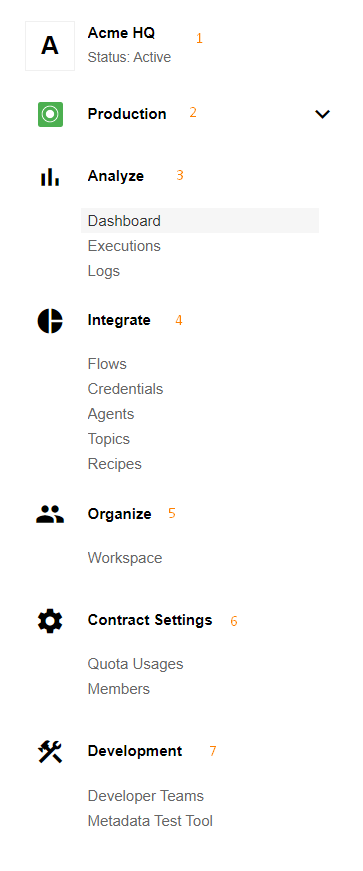 A
Acme HQ 1
Status: Active
Production 2
Analyze 3
Dashboard
Executions
Logs
Integrate 4
Flows
Credentials
Agents
Topics
Recipes
Organize 5
Workspace
Contract Settings 6
Quota Usages
Members
Development 7
Developer Teams
Metadata Test Tool